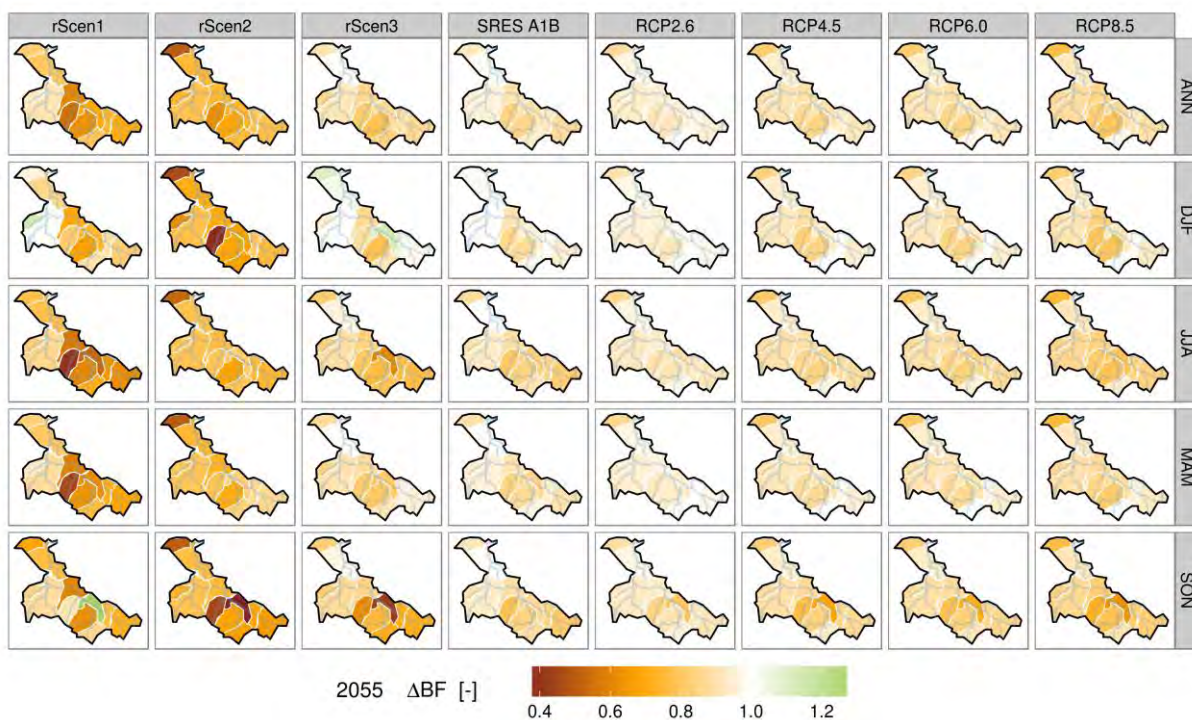 rScen1 rScen2 rScen3 SRES A1B RCP2.6 RCP4.5 RCP6.0 RCP8.5
ANN
DJF
JJA
MAM
SON
2055 ΔBF [-]
0.4 0.6 0.8 1.0 1.2